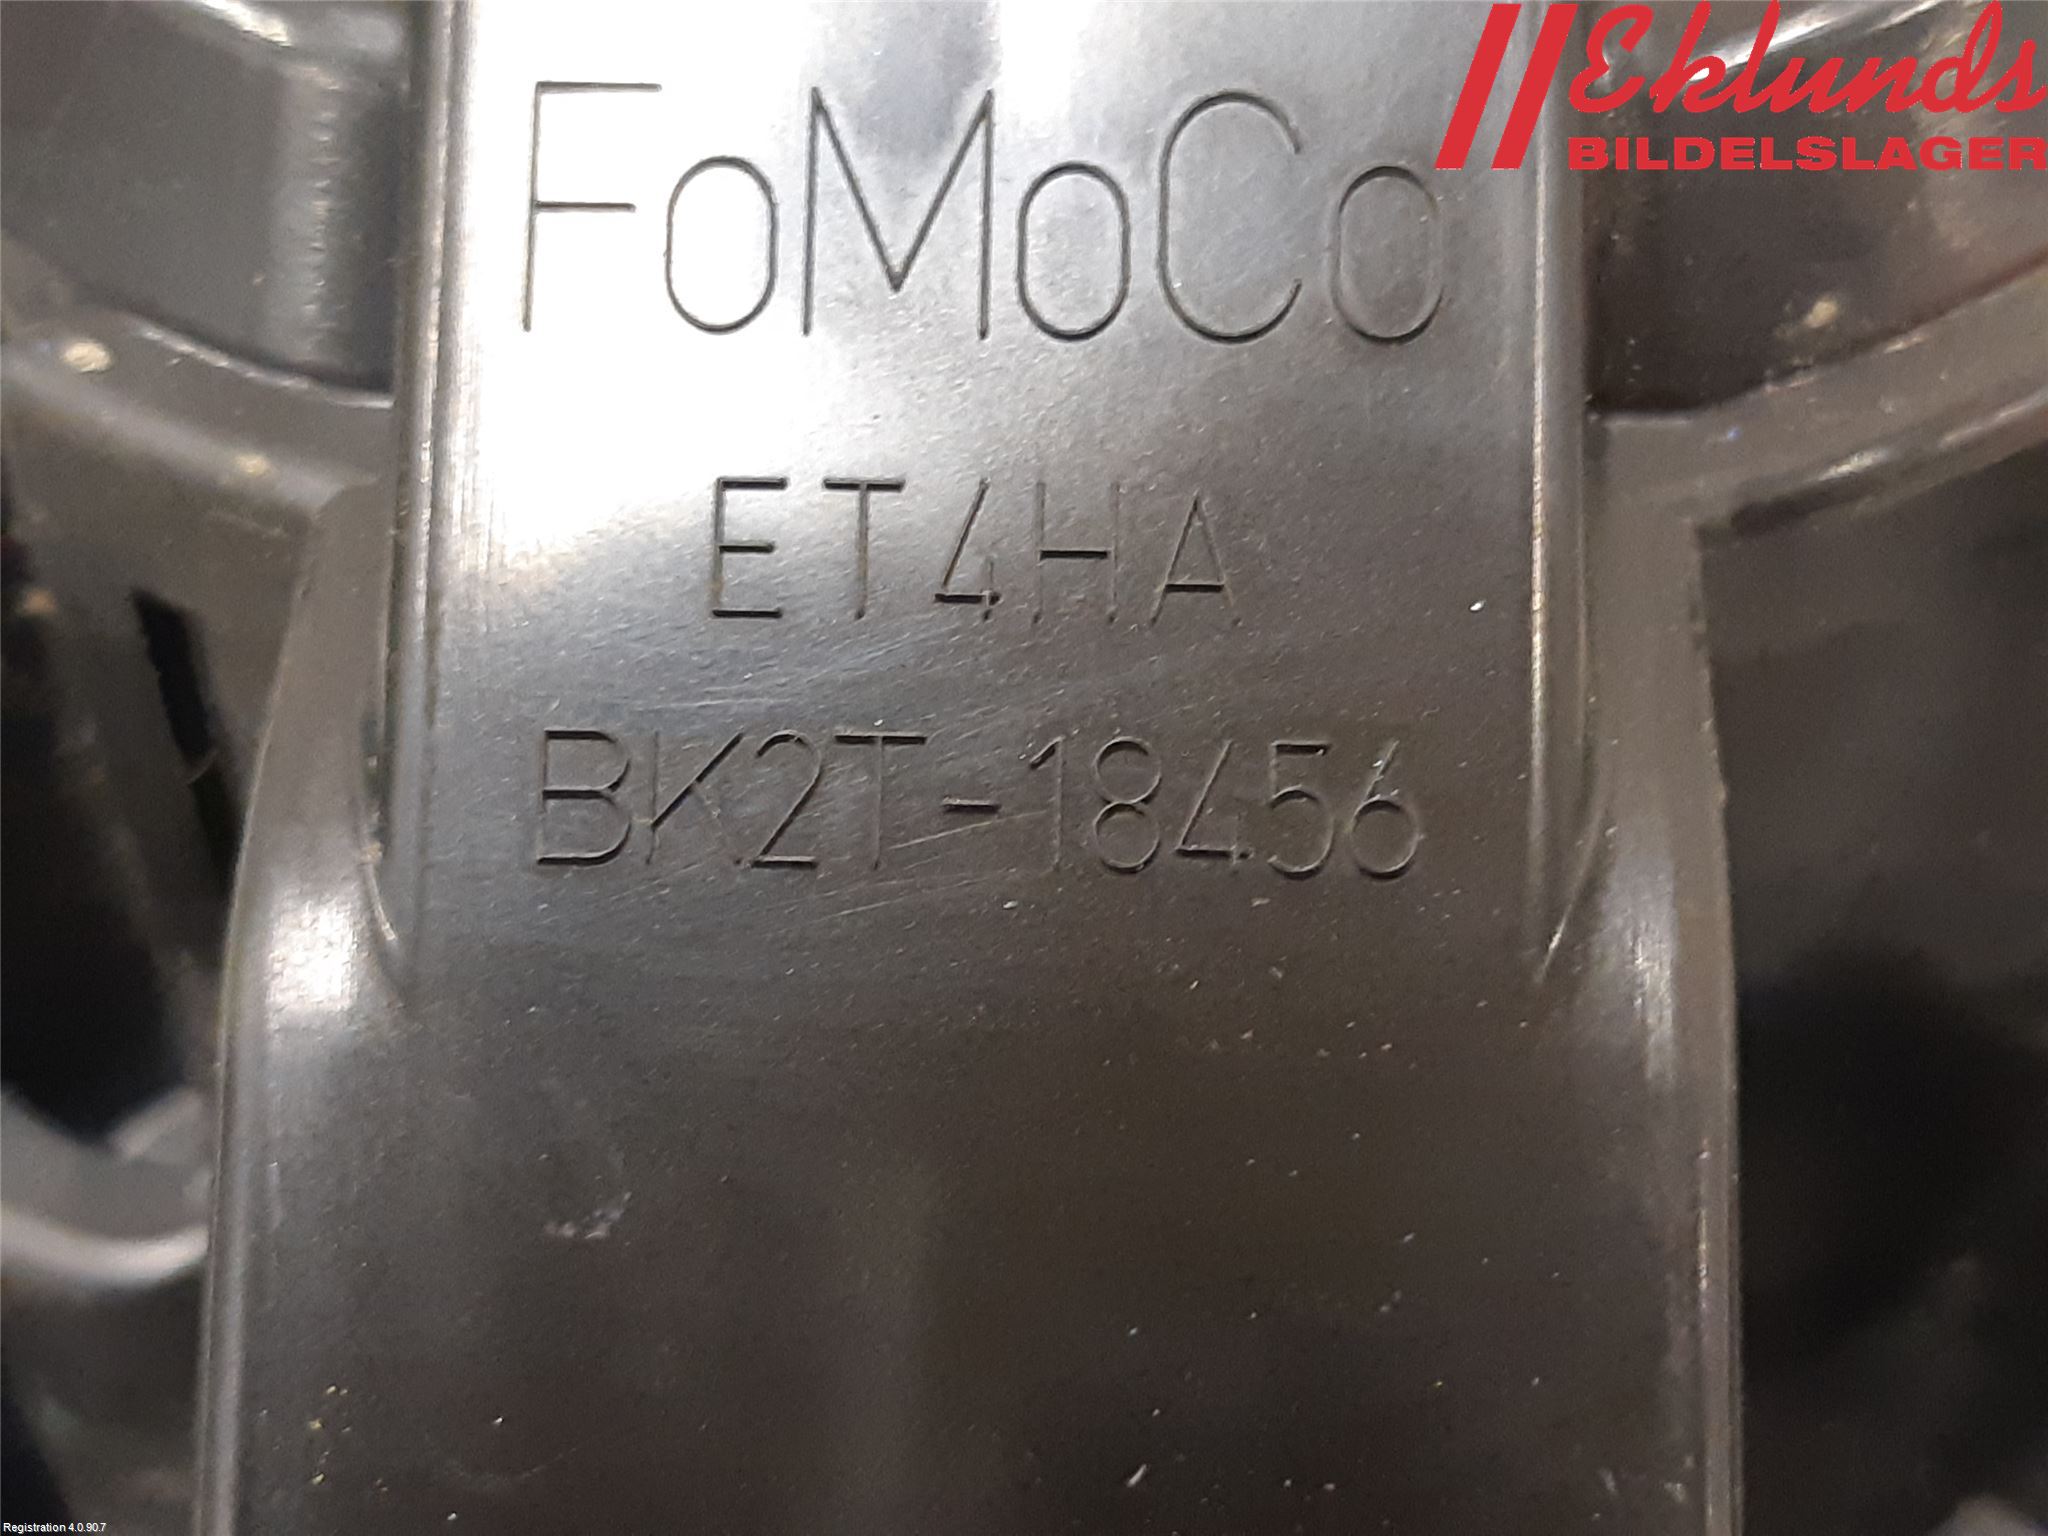 Eklunds
BILDELSLAGER
FoMoCo
ET4HA
BK2T-18456
Registration 4.0.90.7